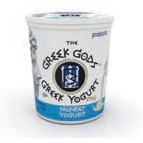 probiotic
THE
GREEK GODS
GREEK YOGURT
NONFAT
YOGURT